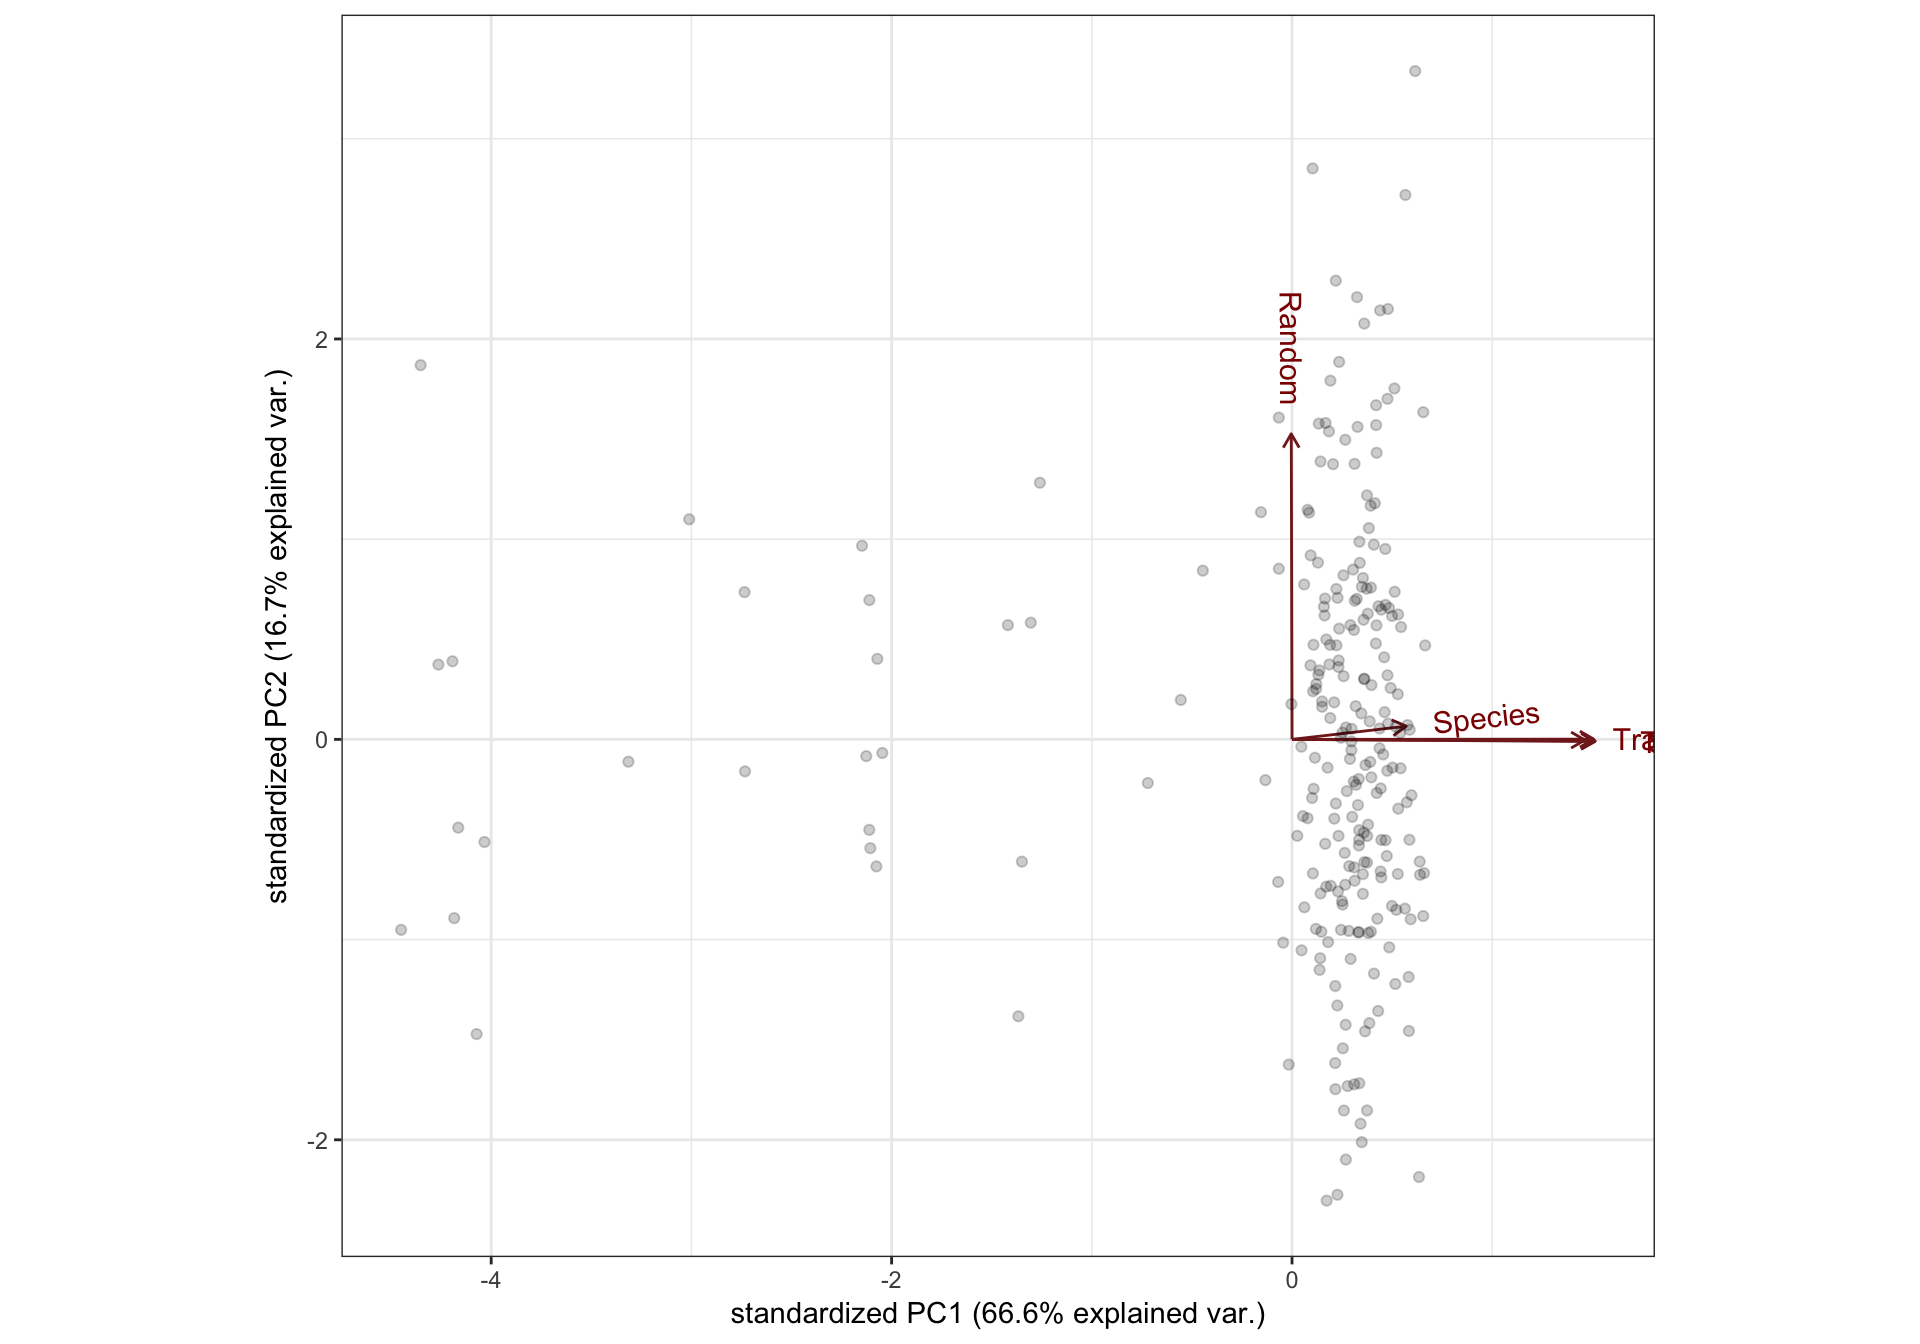 standardized PC2 (16.7% explained var.)
2
0
-2
Random
Species
Tra
-4
-2
0
standardized PC1 (66.6% explained var.)